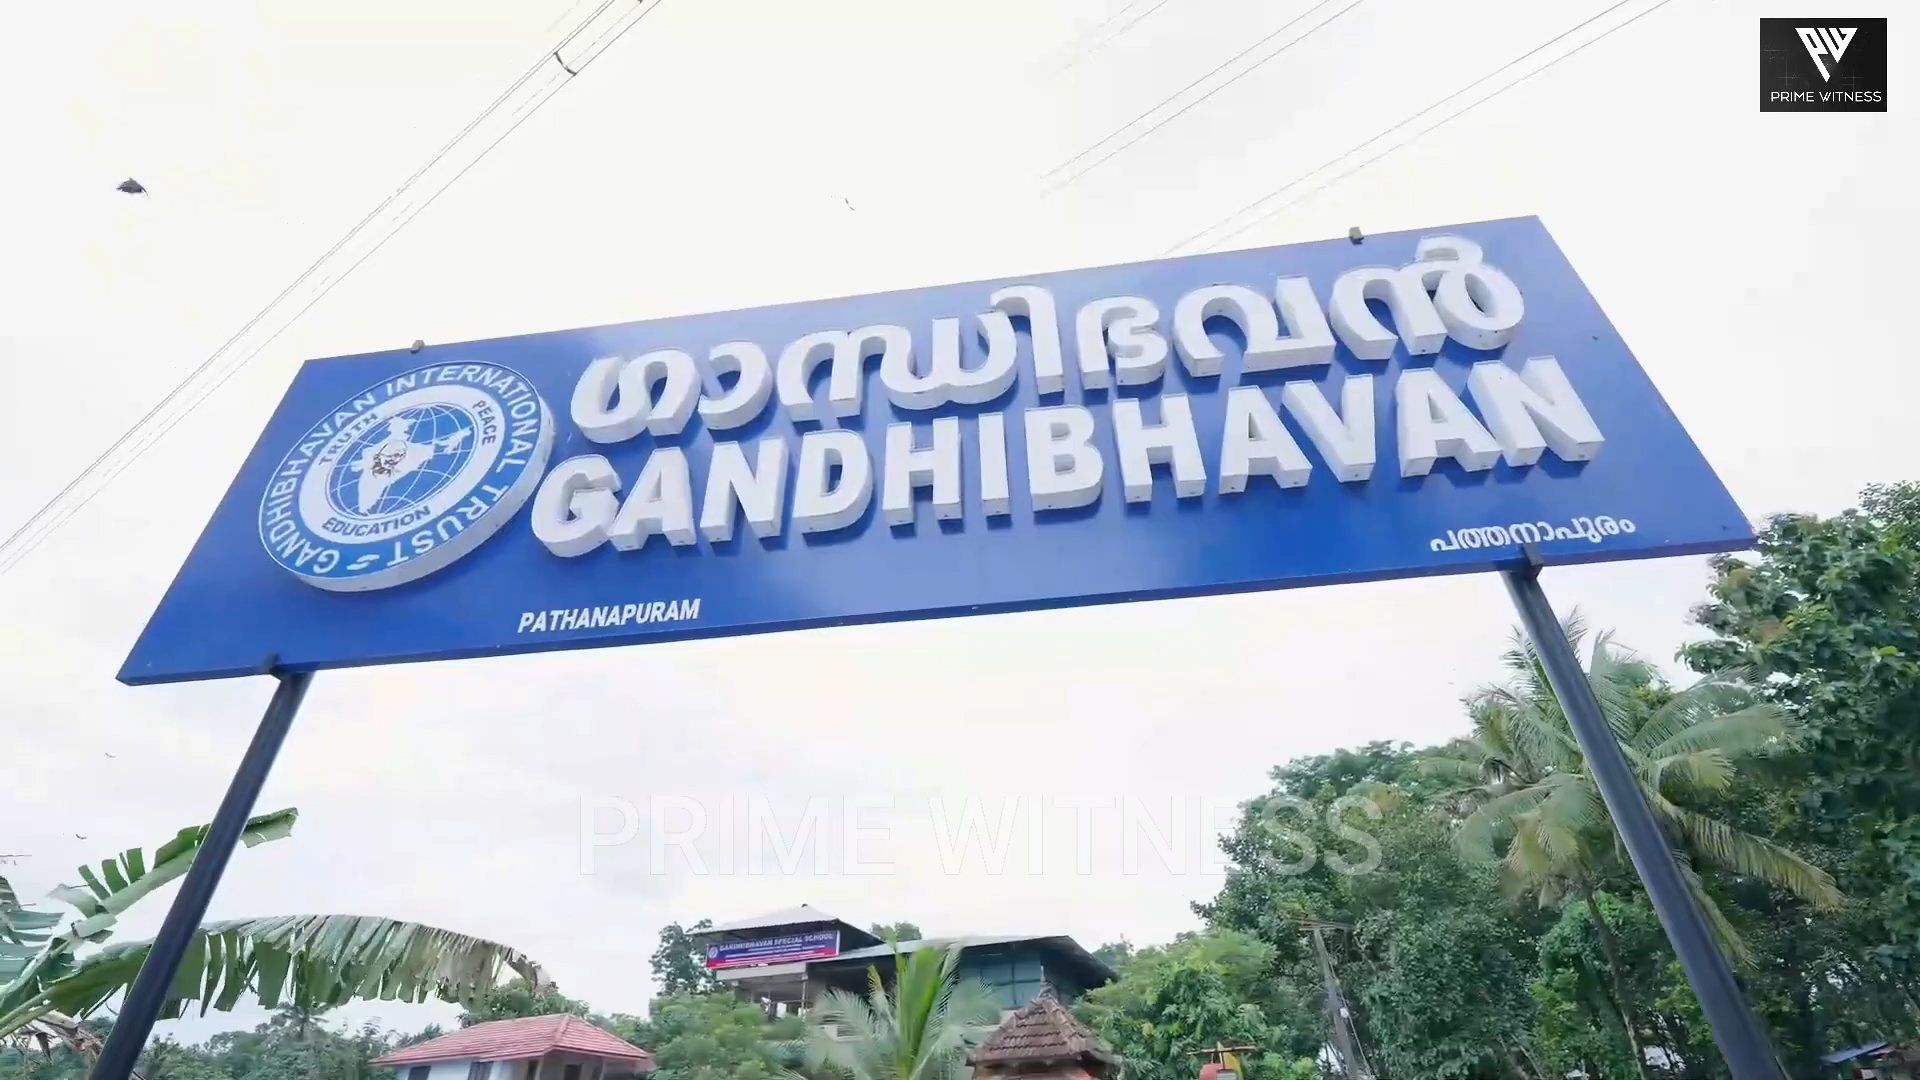 PRIME WITNESS
ഗാന്ധിഭവൻ
GANDHIBHAVAN
GANDHIBHAVAN INTERNATIONAL TRUST
TRUTH PEACE
EDUCATION
പത്തനാപുരം
PATHANAPURAM
PRIME WITNESS
GANDHIBHAVAN SPECIAL SCHOOL